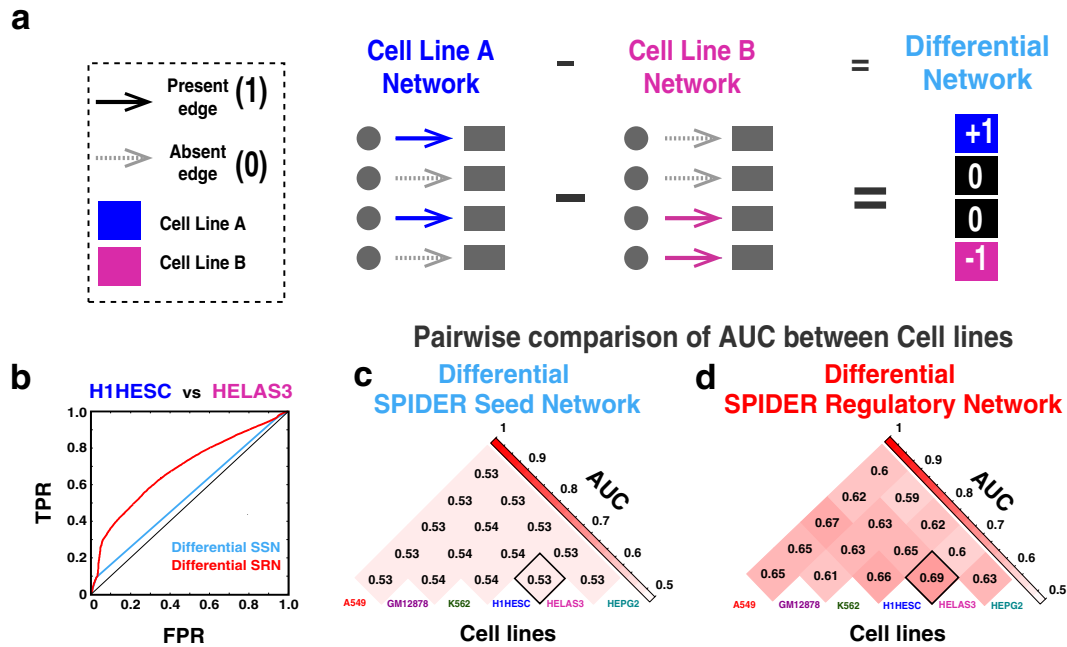 a
Present edge (1)
Absent edge (0)
Cell Line A
Cell Line B
Cell Line A Network
-
Cell Line B Network
=
Differential Network
-
=
+1
0
0
-1
Pairwise comparison of AUC between Cell lines
b
H1HESC vs HELAS3
1.0
0.8
0.6
0.4
0.2
0
0 0.2 0.4 0.6 0.8 1.0
TPR
FPR
Differential SSN
Differential SRN
c
Differential
SPIDER Seed Network
1
0.9
0.8
0.7
0.6
0.5
AUC
0.53
0.53 0.53
0.53 0.54 0.53
0.53 0.54 0.54 0.53
0.53 0.54 0.54 0.53 0.53
A549 GM12878 K562 H1HESC HELAS3 HEPG2
Cell lines
d
Differential
SPIDER Regulatory Network
1
0.9
0.8
0.7
0.6
0.5
AUC
0.6
0.62 0.59
0.67 0.63 0.62
0.65 0.63 0.65 0.6
0.65 0.61 0.66 0.69 0.63
A549 GM12878 K562 H1HESC HELAS3 HEPG2
Cell lines